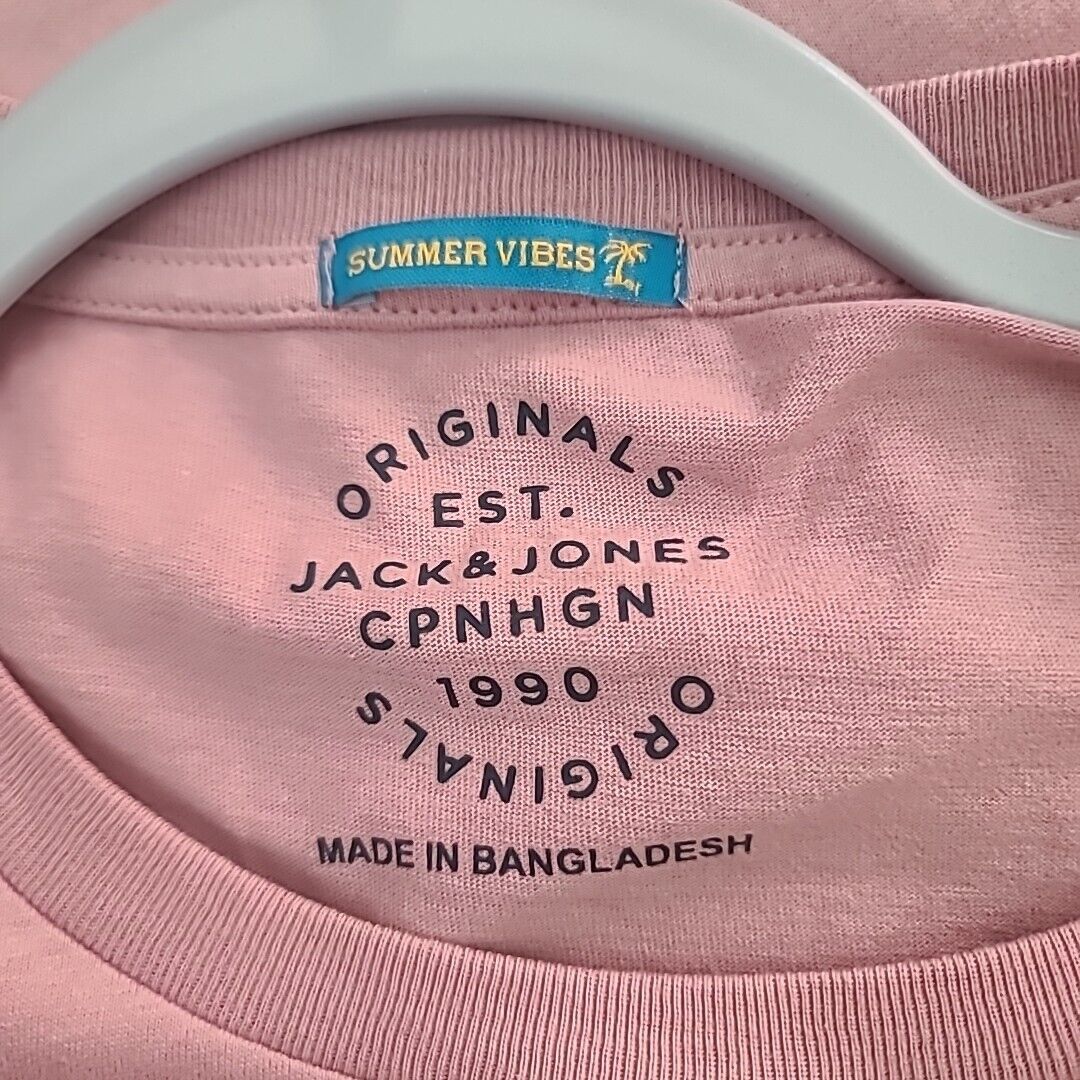 SUMMER VIBES
ORIGINALS
EST.
JACK & JONES
CPNHGN
1990
ORIGINALS
MADE IN BANGLADESH